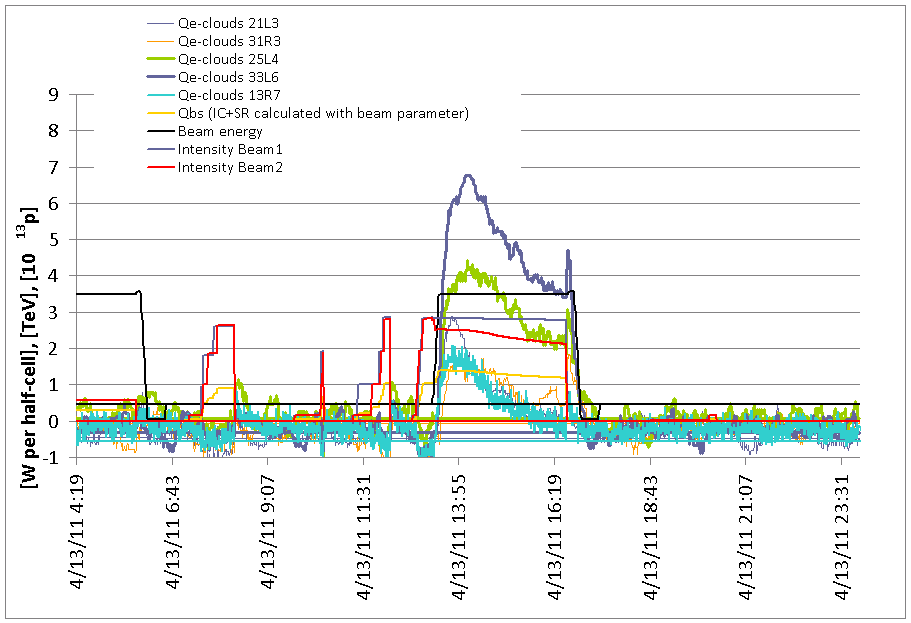 Qe-clouds 21L3
Qe-clouds 31R3
Qe-clouds 25L4
Qe-clouds 33L6
Qe-clouds 13R7
Qbs (IC+SR calculated with beam parameter)
Beam energy
Intensity Beam1
Intensity Beam2
9
8
7
6
5
4
3
2
1
0
-1
[W per half-cell], [TeV], [10 13p]
4/13/11 4:19
4/13/11 6:43
4/13/11 9:07
4/13/11 11:31
4/13/11 13:55
4/13/11 16:19
4/13/11 18:43
4/13/11 21:07
4/13/11 23:31